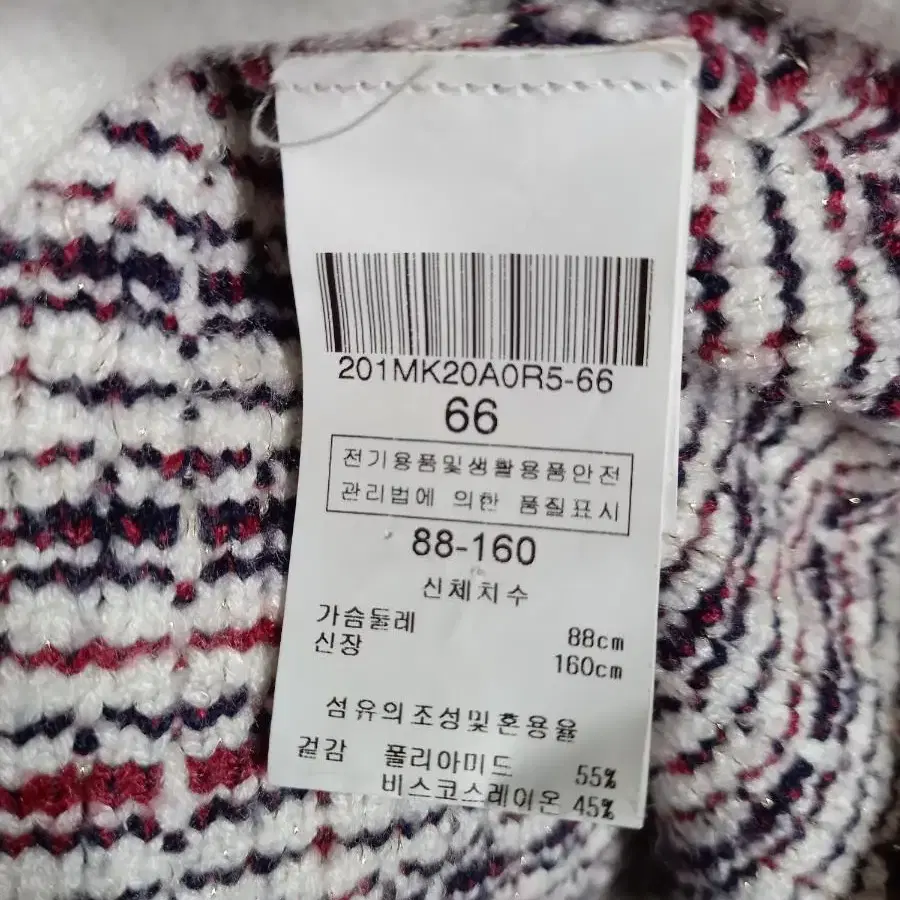 201MK20A0R5-66
66
전기용품및생활용품안전
관리법에 의한 품질표시
88-160
신체치수
가슴둘레 88cm
신장 160cm
섬유의조성및혼용율
겉감 폴리아미드 55%
비스코스레이온 45%